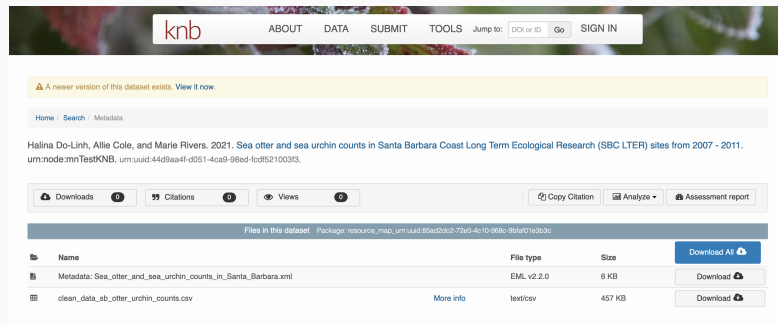 knb ABOUT DATA SUBMIT TOOLS Jump to: DOI or ID Go SIGN IN
A newer version of this dataset exists. View it now.
Home / Search / Metadata
Halina Do-Linh, Allie Cole, and Marie Rivers. 2021. Sea otter and sea urchin counts in Santa Barbara Coast Long Term Ecological Research (SBC LTER) sites from 2007 - 2011.
urn:node:mnTestKNB. urn:uuid:44d9aa4f-d051-4ca9-98ed-fcdf521003f3.
Downloads 0 Citations 0 Views 0 Copy Citation Analyze Assessment report
Files in this dataset Package: resource_map_urn:uuid:85ad2dc2-72e0-4c10-968c-9bfaf01e3b3c
Name File type Size Download All
Metadata: Sea_otter_and_sea_urchin_counts_in_Santa_Barbara.xml EML v2.2.0 6 KB Download
clean_data_sb_otter_urchin_counts.csv More info text/csv 457 KB Download